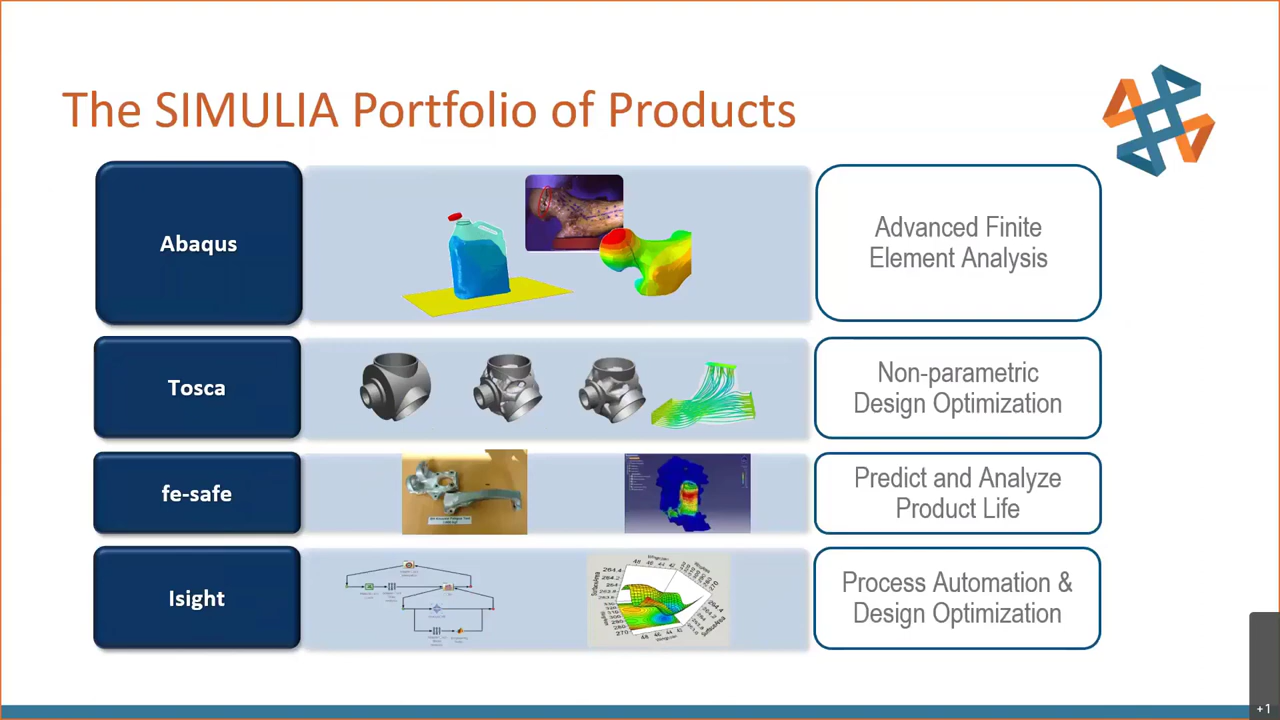 The SIMULIA Portfolio of Products
Abaqus
Advanced Finite
Element Analysis
Tosca
Non-parametric
Design Optimization
fe-safe
Predict and Analyze
Product Life
Isight
Process Automation &
Design Optimization
+1